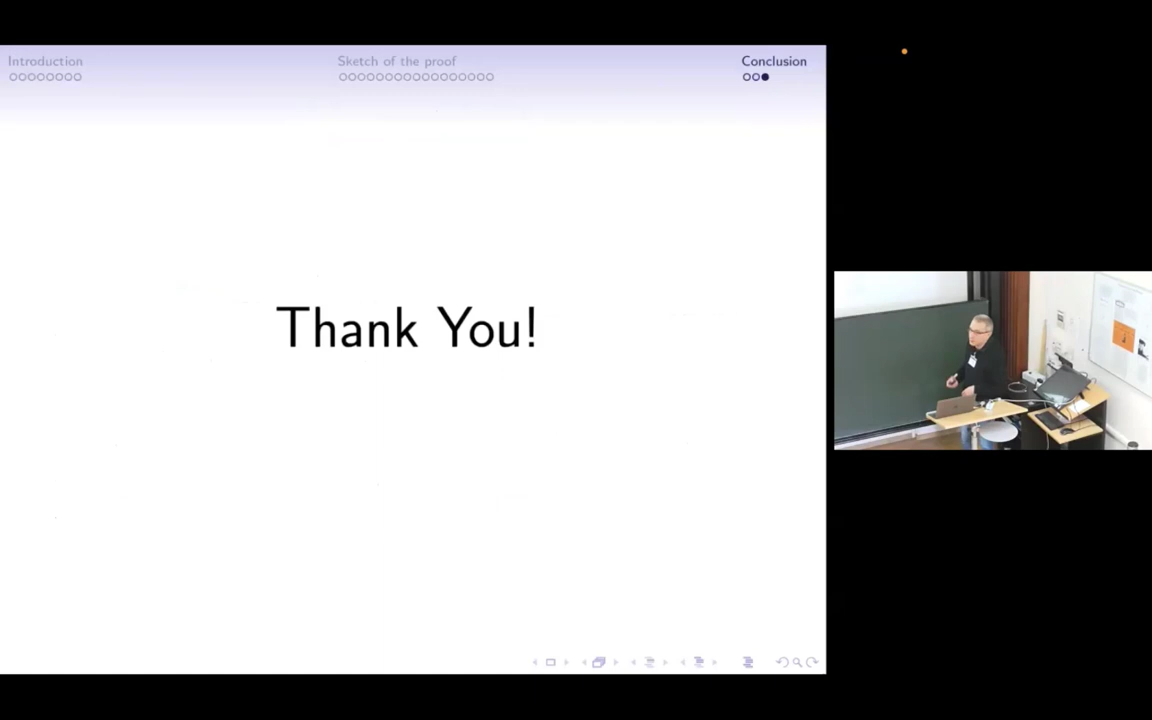 Introduction
Sketch of the proof
Conclusion
Thank You!